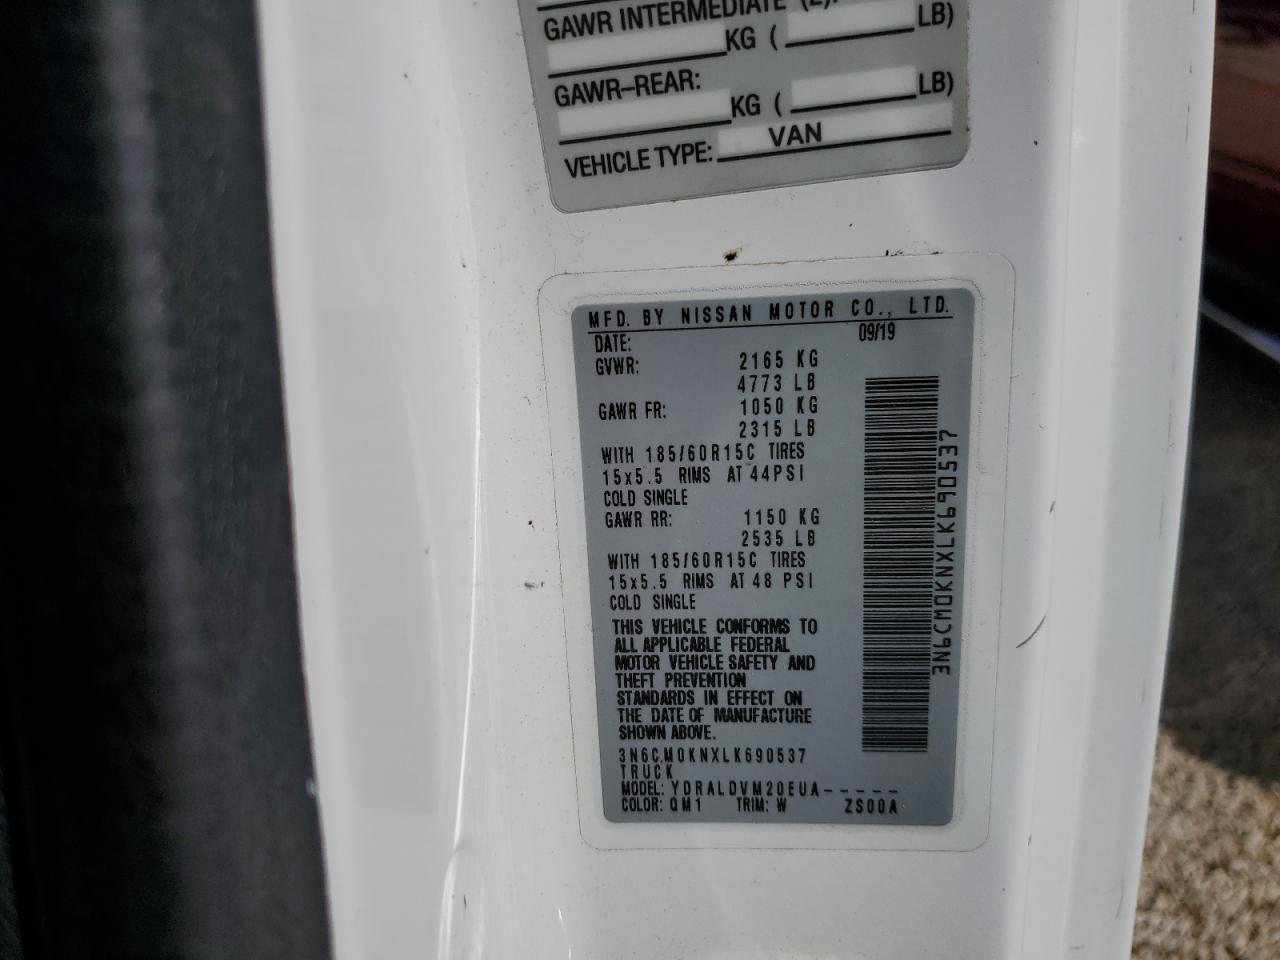 GAWR INTERMEDIATE (2):
KG ( LB)
GAWR-REAR:
KG ( LB)
VEHICLE TYPE: VAN
MFD. BY NISSAN MOTOR CO., LTD.
DATE: 09/19
GVWR: 2165 KG
4773 LB
GAWR FR: 1050 KG
2315 LB
WITH 185/60R15C TIRES
15x5.5 RIMS AT 44PSI
COLD SINGLE
GAWR RR: 1150 KG
2535 LB
WITH 185/60R15C TIRES
15x5.5 RIMS AT 48 PSI
COLD SINGLE
THIS VEHICLE CONFORMS TO
ALL APPLICABLE FEDERAL
MOTOR VEHICLE SAFETY AND
THEFT PREVENTION
STANDARDS IN EFFECT ON
THE DATE OF MANUFACTURE
SHOWN ABOVE.
3N6CM0KNXLK690537
TRUCK
MODEL: YDRALDVM20EUA-----
COLOR: QM1 TRIM: W ZS00A
3N6CM0KNXLK690537